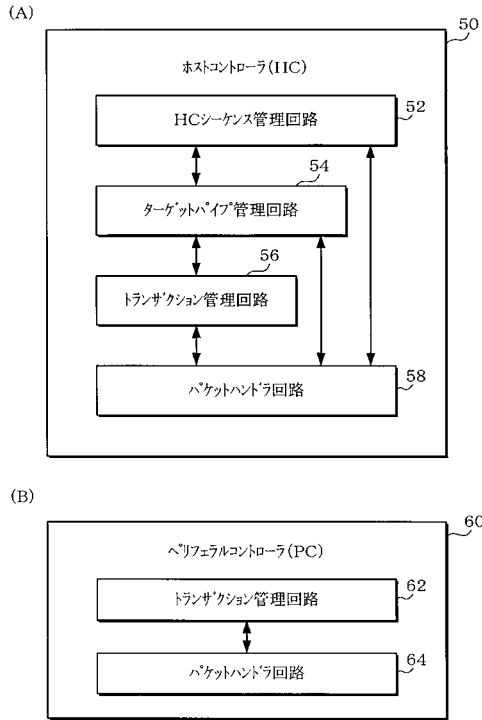 (A)
50
ホストコントローラ(HC)
HCシーケンス管理回路
52
54
ターゲットパイプ管理回路
56
トランザクション管理回路
パケットハンドラ回路
58
(B)
60
ペリフェラルコントローラ(PC)
トランザクション管理回路
62
パケットハンドラ回路
64